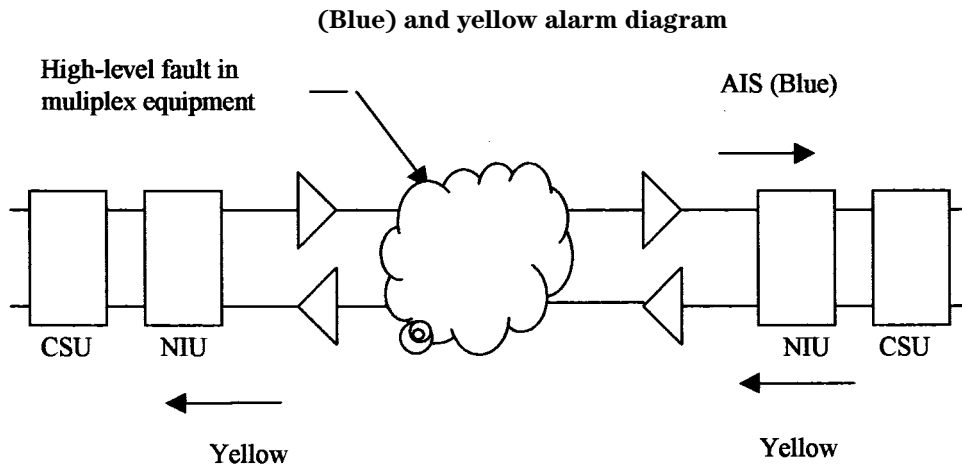 (Blue) and yellow alarm diagram
High-level fault in
muliplex equipment
AIS (Blue)
CSU
NIU
NIU
CSU
Yellow
Yellow